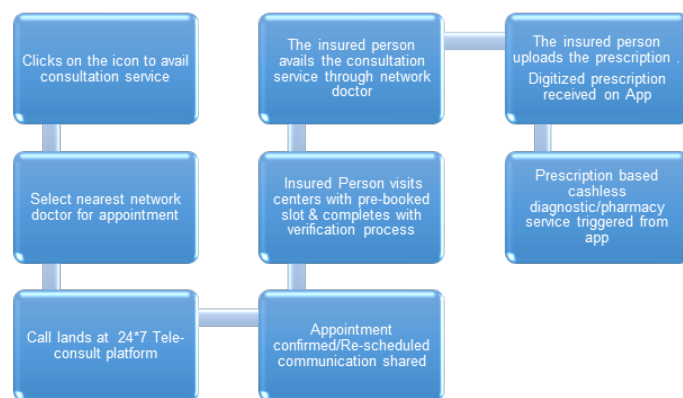 Clicks on the icon to avail
consultation service
Select nearest network
doctor for appointment
Call lands at 24*7 Tele-
consult platform
Appointment
confirmed/Re-scheduled
communication shared
Insured Person visits
centers with pre-booked
slot & completes with
verification process
The insured person
avails the consultation
service through network
doctor
The insured person
uploads the prescription .
Digitized prescription
received on App
Prescription based
cashless
diagnostic/pharmacy
service triggered from
app